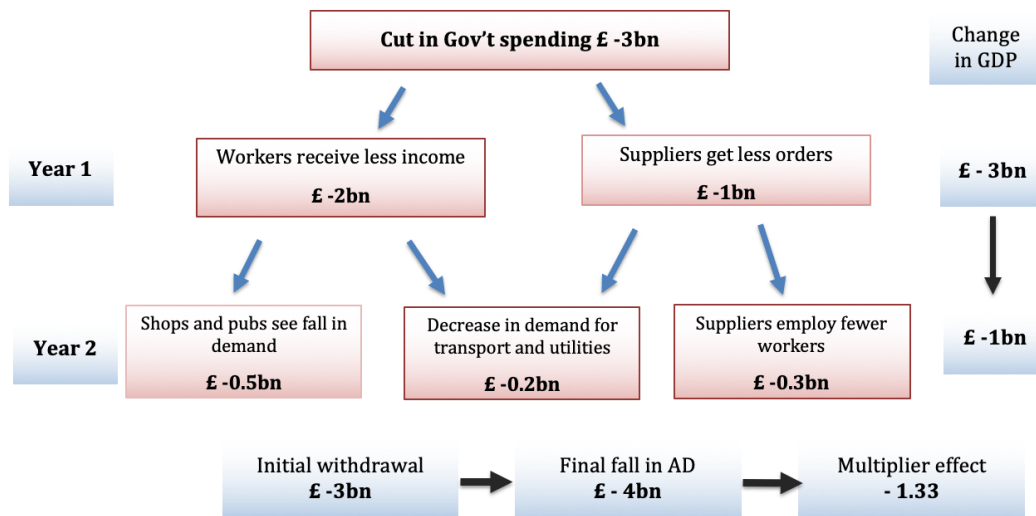 Cut in Gov't spending £ -3bn
Change
in GDP
Year 1
Workers receive less income
£ -2bn
Suppliers get less orders
£ -1bn
£ - 3bn
Year 2
Shops and pubs see fall in
demand
£ -0.5bn
Decrease in demand for
transport and utilities
£ -0.2bn
Suppliers employ fewer
workers
£ -0.3bn
£ -1bn
Initial withdrawal
£ -3bn
Final fall in AD
£ - 4bn
Multiplier effect
- 1.33